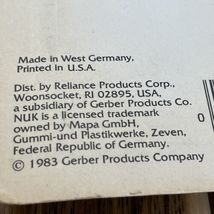 Made in West Germany.
Printed in U.S.A.
Dist. by Reliance Products Corp.,
Woonsocket, RI 02895, USA,
a subsidiary of Gerber Products Co.
NUK is a licensed trademark
owned by Mapa GmbH,
Gummi-und Plastikwerke, Zeven,
Federal Republic of Germany.
© 1983 Gerber Products Company
0